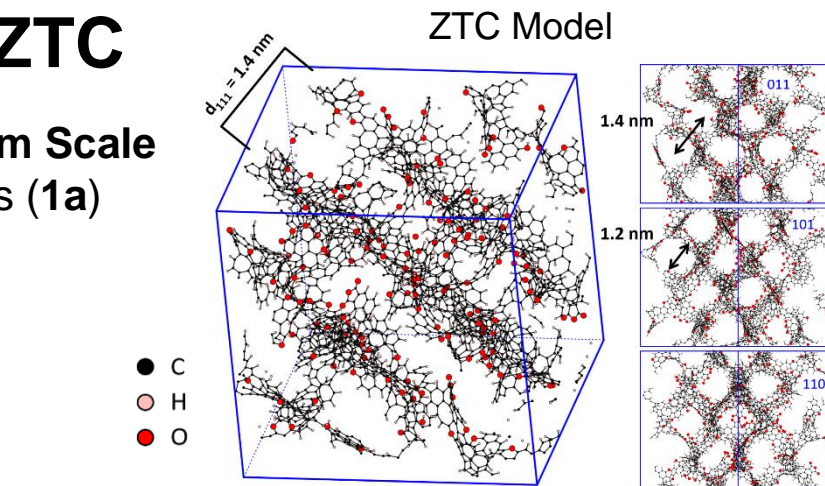 ZTC
m Scale
s (1a)
ZTC Model
d₁₁₁ = 1.4 nm
C
H
O
1.4 nm
011
1.2 nm
101
110